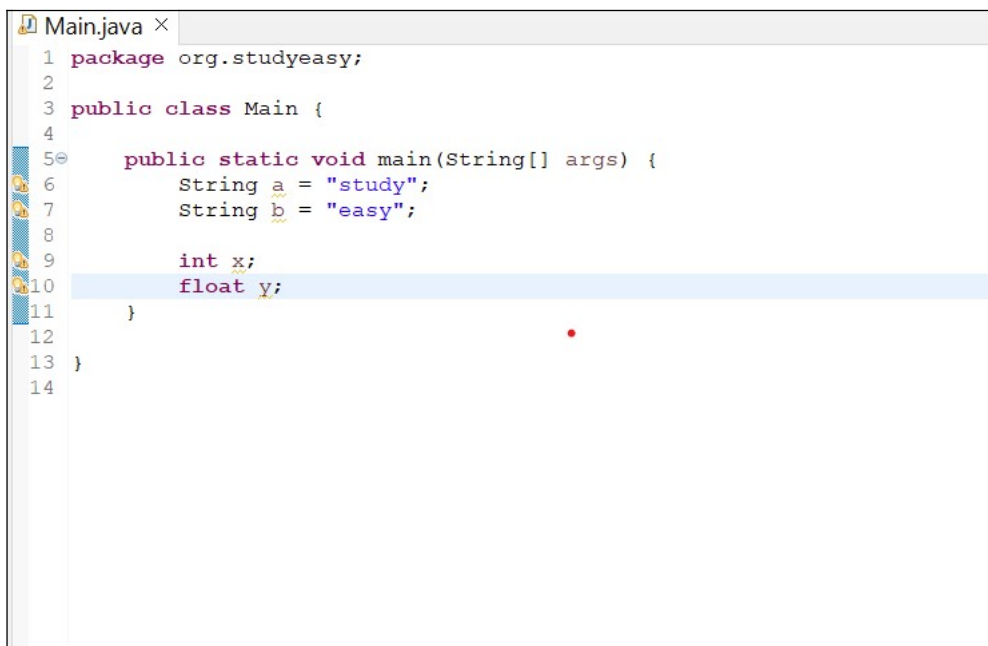 Main.java ×
1 package org.studyeasy;
2
3 public class Main {
4
5 public static void main(String[] args) {
6 String a = "study";
7 String b = "easy";
8
9 int x;
10 float y;
11 }
12
13 }
14